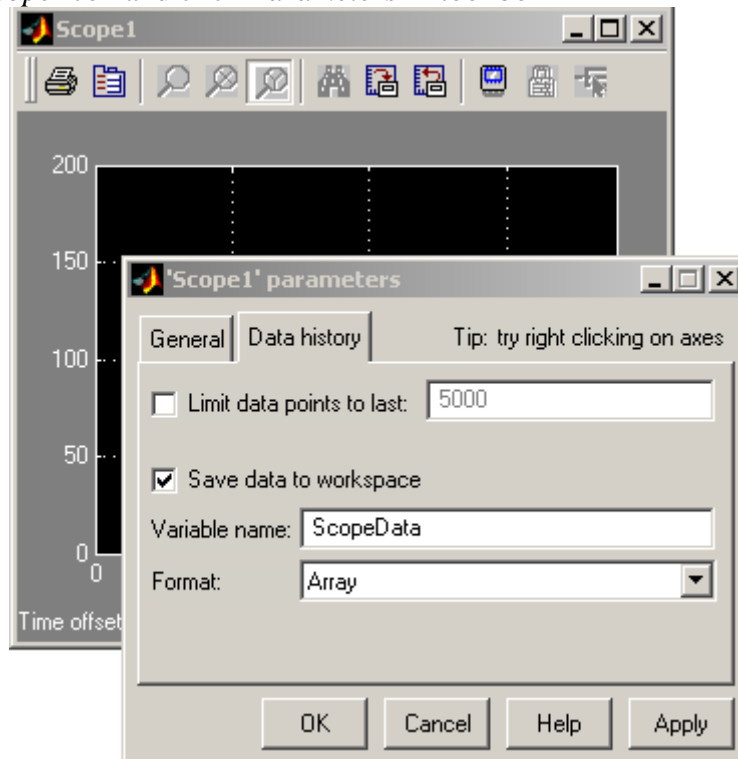 Scope1
200
150
100
50
0
0
Time offset
'Scope1' parameters
General
Data history
Tip: try right clicking on axes
Limit data points to last:
5000
Save data to workspace
Variable name:
ScopeData
Format:
Array
OK
Cancel
Help
Apply